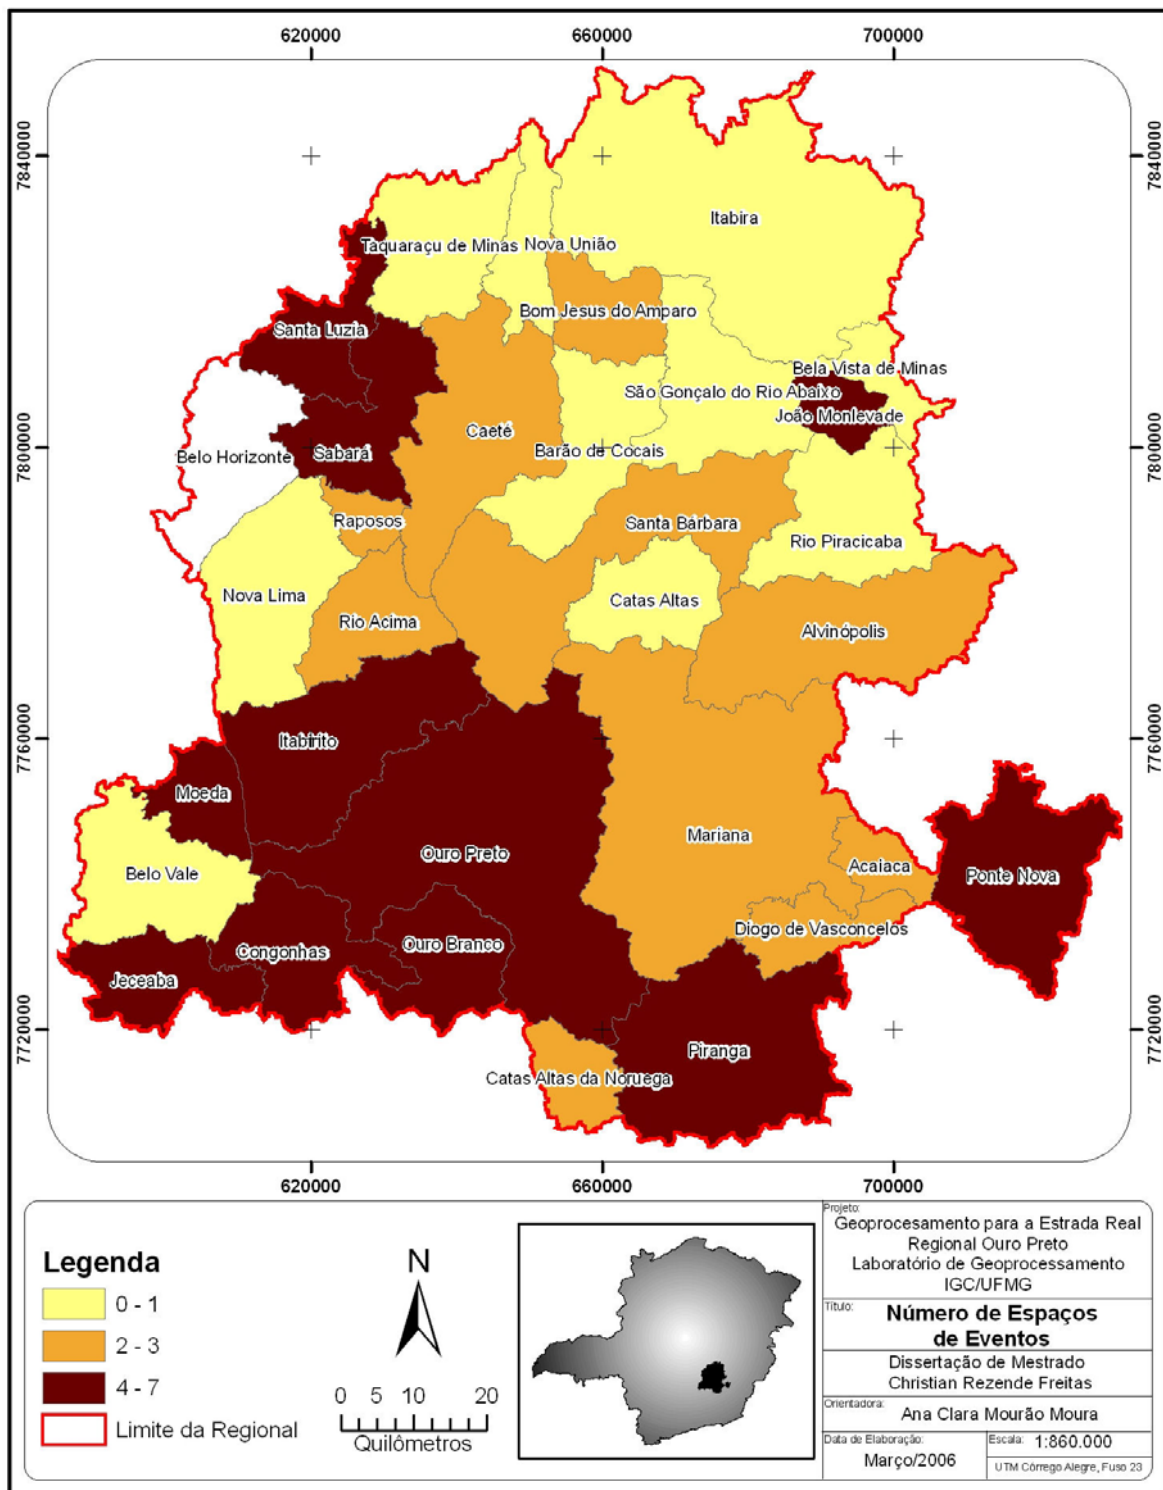 620000
660000
700000
7840000
7840000
Itabira
Taquaraçu de Minas
Nova União
Bom Jesus do Amparo
Santa Luzia
Bela Vista de Minas
São Gonçalo do Rio Abaixo
João Monlevade
Caeté
7800000
7800000
Sabará
Barão de Cocais
Belo Horizonte
Raposos
Santa Bárbara
Rio Piracicaba
Nova Lima
Catas Altas
Rio Acima
Alvinópolis
7760000
7760000
Itabirito
Moeda
Mariana
Ouro Preto
Acaiaca
Belo Vale
Ponte Nova
Diogo de Vasconcelos
Ouro Branco
Congonhas
Jeceaba
7720000
7720000
Piranga
Catas Altas da Noruega
620000
660000
700000
Legenda
0 - 1
2 - 3
4 - 7
Limite da Regional
N
0 5 10 20
Quilômetros
Projeto:
Geoprocesamento para a Estrada Real
Regional Ouro Preto
Laboratório de Geoprocessamento
IGC/UFMG
Título:
Número de Espaços
de Eventos
Dissertação de Mestrado
Christian Rezende Freitas
Orientadora:
Ana Clara Mourão Moura
Data de Elaboração:
Março/2006
Escala: 1:860.000
UTM Córrego Alegre, Fuso 23